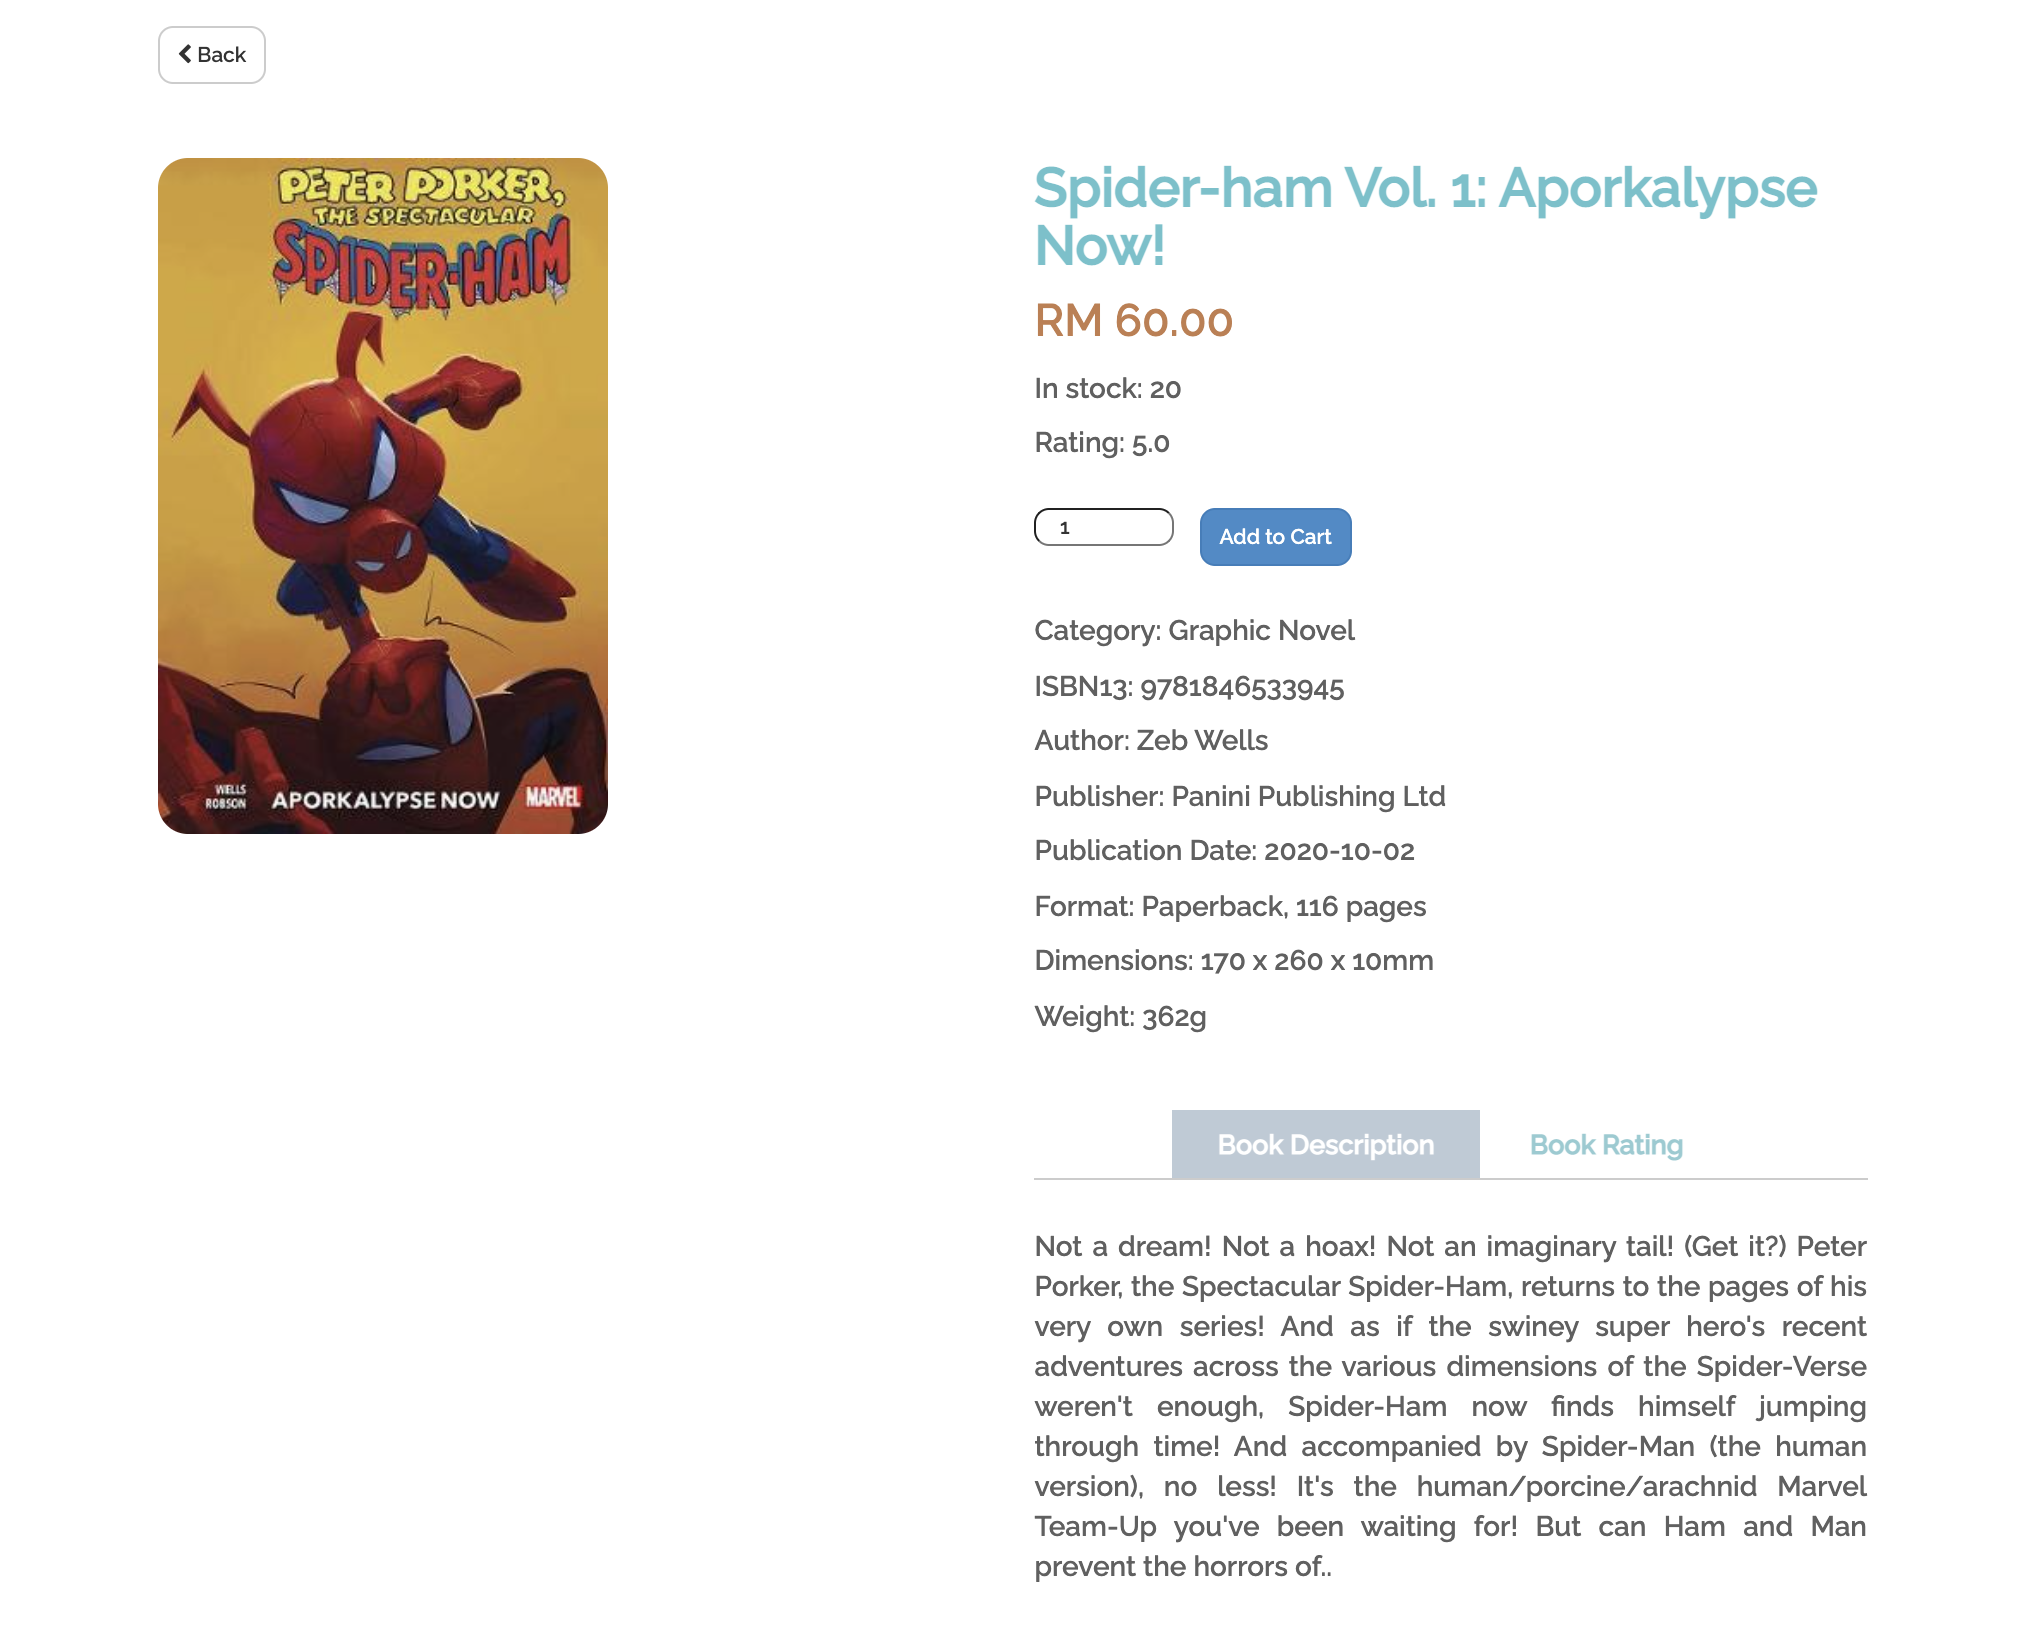 Back
PETER PORKER,
THE SPECTACULAR
SPIDER-HAM
WELLS
ROBSON
APORKALYPSE NOW
MARVEL
Spider-ham Vol. 1: Aporkalypse
Now!
RM 60.00
In stock: 20
Rating: 5.0
1
Add to Cart
Category: Graphic Novel
ISBN13: 9781846533945
Author: Zeb Wells
Publisher: Panini Publishing Ltd
Publication Date: 2020-10-02
Format: Paperback, 116 pages
Dimensions: 170 x 260 x 10mm
Weight: 362g
Book Description
Book Rating
Not a dream! Not a hoax! Not an imaginary tail! (Get it?) Peter
Porker, the Spectacular Spider-Ham, returns to the pages of his
very own series! And as if the swiney super hero's recent
adventures across the various dimensions of the Spider-Verse
weren't enough, Spider-Ham now finds himself jumping
through time! And accompanied by Spider-Man (the human
version), no less! It's the human/porcine/arachnid Marvel
Team-Up you've been waiting for! But can Ham and Man
prevent the horrors of..